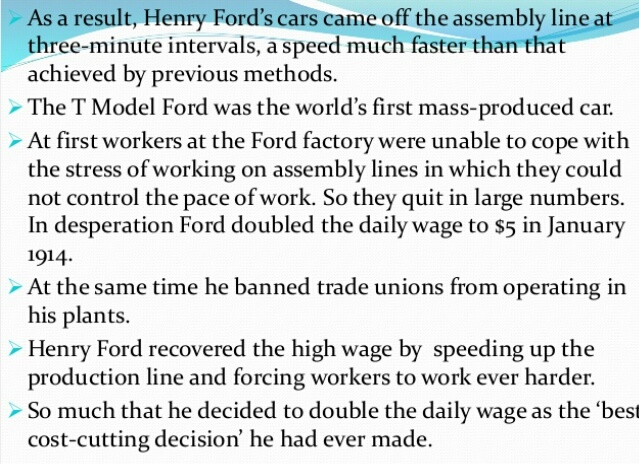 ➢ As a result, Henry Ford's cars came off the assembly line at
three-minute intervals, a speed much faster than that
achieved by previous methods.
➢ The T Model Ford was the world's first mass-produced car.
➢ At first workers at the Ford factory were unable to cope with
the stress of working on assembly lines in which they could
not control the pace of work. So they quit in large numbers.
In desperation Ford doubled the daily wage to $5 in January
1914.
➢ At the same time he banned trade unions from operating in
his plants.
➢ Henry Ford recovered the high wage by speeding up the
production line and forcing workers to work ever harder.
➢ So much that he decided to double the daily wage as the ‘best
cost-cutting decision’ he had ever made.